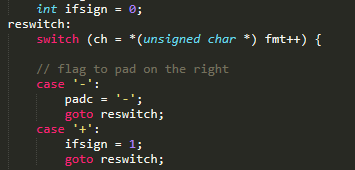 int ifsign = 0;
reswitch:
switch (ch = *(unsigned char *) fmt++) {
// flag to pad on the right
case '-':
padc = '-';
goto reswitch;
case '+':
ifsign = 1;
goto reswitch;